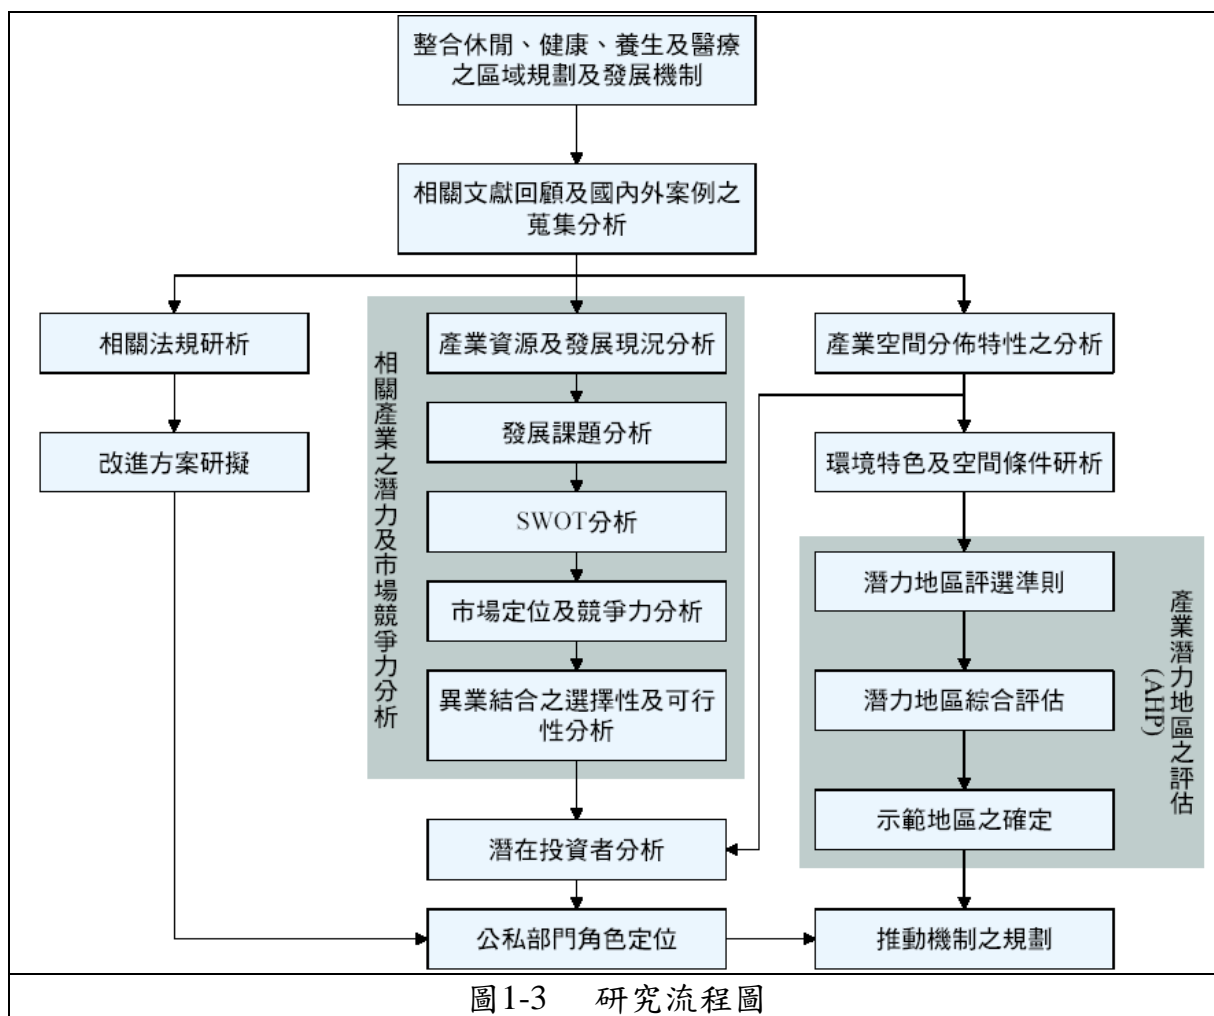 整合休閒、健康、養生及醫療
之區域規劃及發展機制
相關文獻回顧及國內外案例之
蒐集分析
相關法規研析
改進方案研擬
相關產業之潛力及市場競爭力分析
產業資源及發展現況分析
發展課題分析
SWOT分析
市場定位及競爭力分析
異業結合之選擇性及可行
性分析
潛在投資者分析
公私部門角色定位
產業空間分佈特性之分析
環境特色及空間條件研析
潛力地區評選準則
潛力地區綜合評估
示範地區之確定
產業潛力地區之評估
(AHP)
推動機制之規劃
圖1-3 研究流程圖